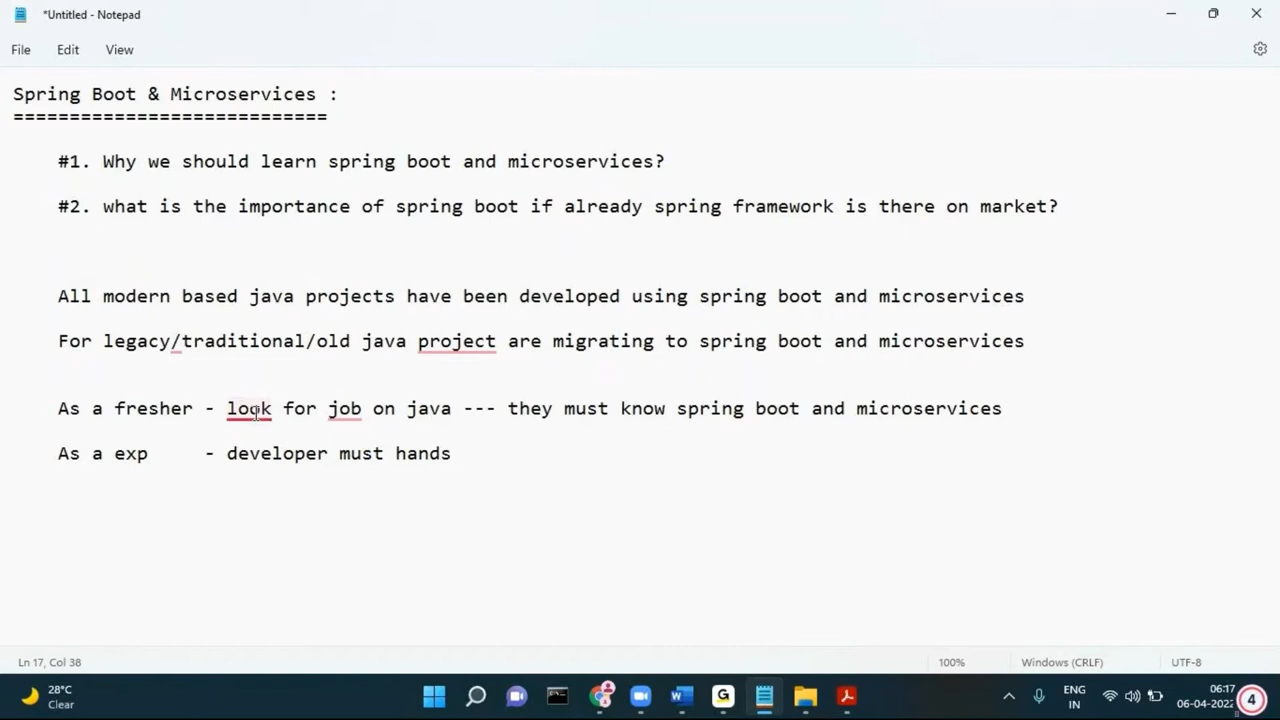 *Untitled - Notepad
File Edit View
Spring Boot & Microservices :
============================
#1. Why we should learn spring boot and microservices?
#2. what is the importance of spring boot if already spring framework is there on market?
All modern based java projects have been developed using spring boot and microservices
For legacy/traditional/old java project are migrating to spring boot and microservices
As a fresher - look for job on java --- they must know spring boot and microservices
As a exp - developer must hands
Ln 17, Col 38 100% Windows (CRLF) UTF-8
28°C
Clear
ENG
IN
06:17
06-04-2022
4